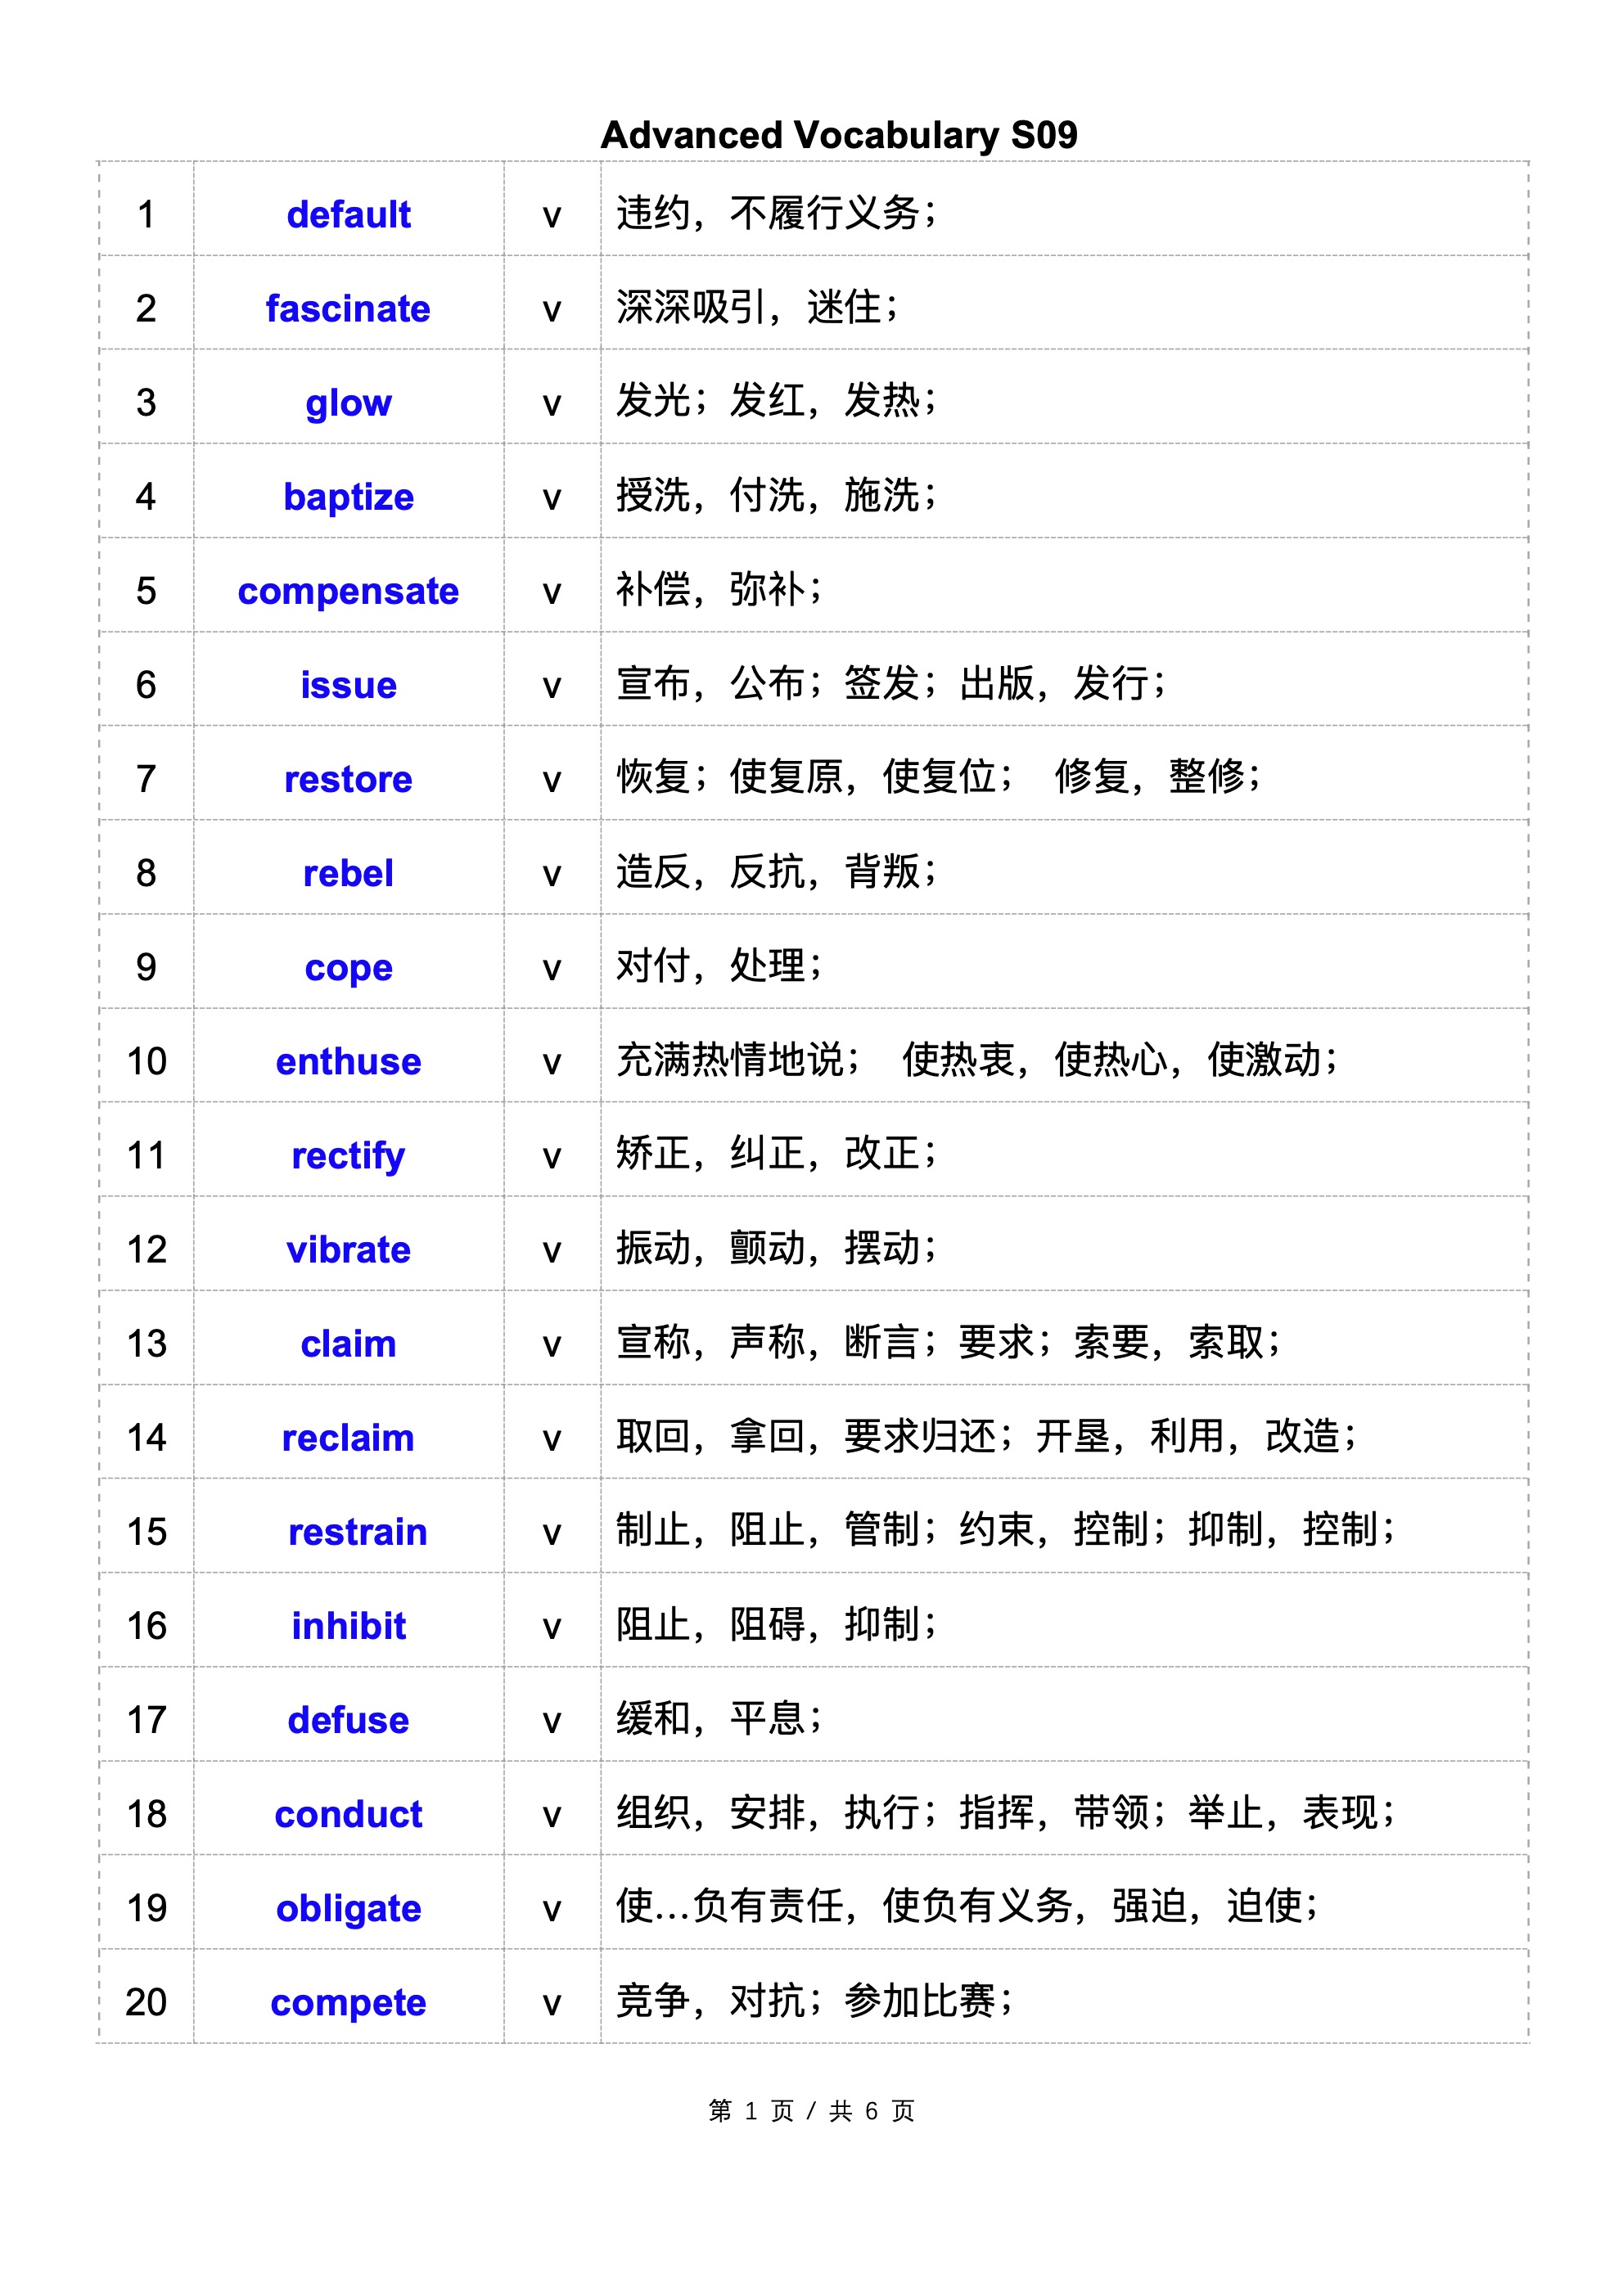 Advanced Vocabulary S09
1 default v 违约，不履行义务；
2 fascinate v 深深吸引，迷住；
3 glow v 发光；发红，发热；
4 baptize v 授洗，付洗，施洗；
5 compensate v 补偿，弥补；
6 issue v 宣布，公布；签发；出版，发行；
7 restore v 恢复；使复原，使复位； 修复，整修；
8 rebel v 造反，反抗，背叛；
9 cope v 对付，处理；
10 enthuse v 充满热情地说； 使热衷，使热心，使激动；
11 rectify v 矫正，纠正，改正；
12 vibrate v 振动，颤动，摆动；
13 claim v 宣称，声称，断言；要求；索要，索取；
14 reclaim v 取回，拿回，要求归还；开垦，利用，改造；
15 restrain v 制止，阻止，管制；约束，控制；抑制，控制；
16 inhibit v 阻止，阻碍，抑制；
17 defuse v 缓和，平息；
18 conduct v 组织，安排，执行；指挥，带领；举止，表现；
19 obligate v 使…负有责任，使负有义务，强迫，迫使；
20 compete v 竞争，对抗；参加比赛；
第 1 页 / 共 6 页